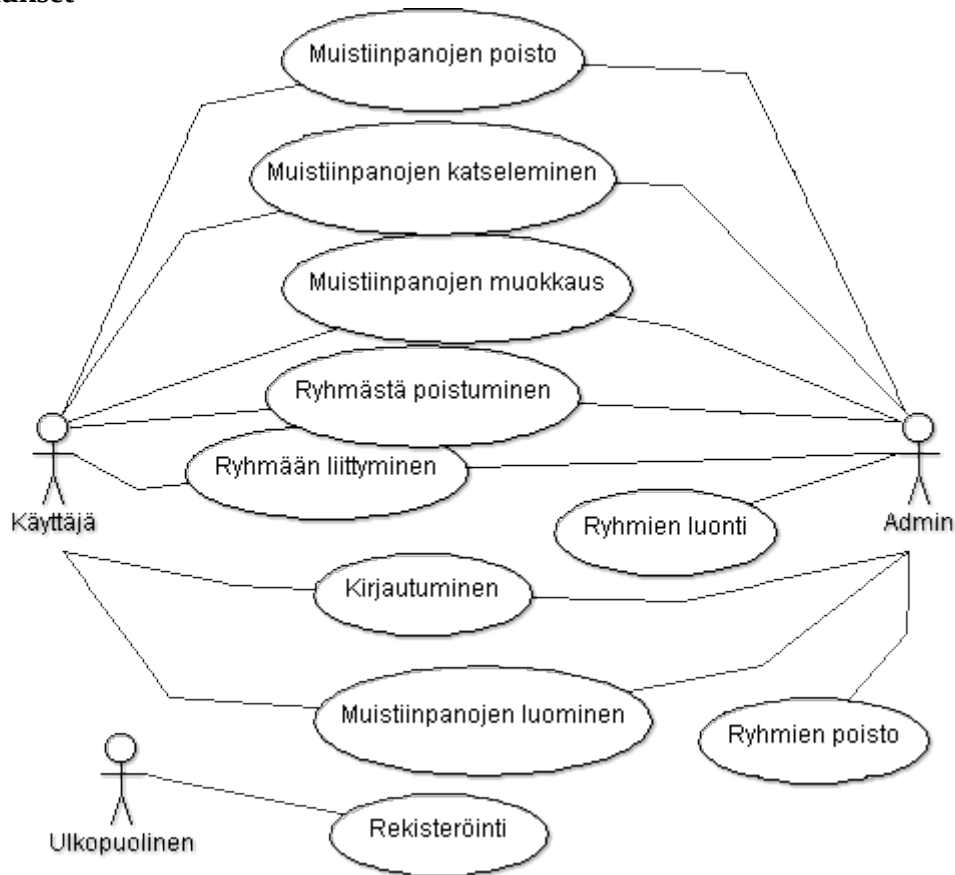 Muistiinpanojen poisto
Muistiinpanojen katseleminen
Muistiinpanojen muokkaus
Ryhmästä poistuminen
Ryhmään liittyminen
Käyttäjä
Ryhmien luonti
Admin
Kirjautuminen
Muistiinpanojen luominen
Ryhmien poisto
Ulkopuolinen
Rekisteröinti